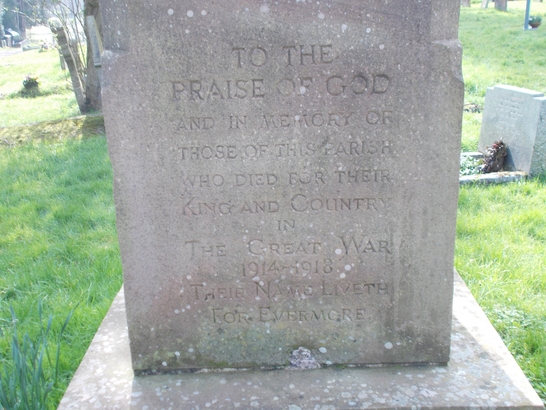 TO THE
PRAISE OF GOD
AND IN MEMORY OF
THOSE OF THIS PARISH
WHO DIED FOR THEIR
KING AND COUNTRY
IN
THE GREAT WAR
1914-1918
THEIR NAME LIVETH
FOR EVERMORE.